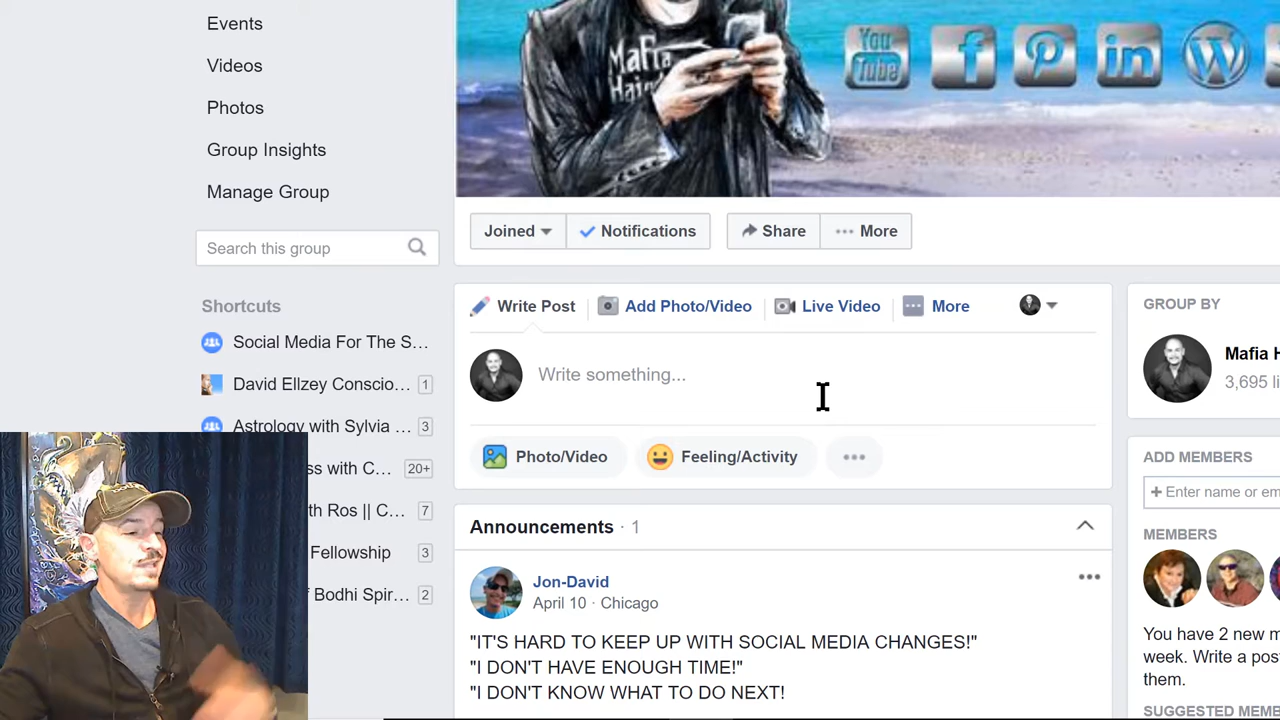 Events
Videos
Photos
Group Insights
Manage Group
Search this group
Shortcuts
Social Media For The S...
David Ellzey Conscio... 1
Astrology with Sylvia ... 3
ss with C... 20+
th Ros || C... 7
Fellowship 3
f Bodhi Spir... 2
MaFia
You
Tube
f P in W
Joined Notifications Share ··· More
Write Post Add Photo/Video Live Video More
Write something...
Photo/Video Feeling/Activity ···
Announcements · 1
Jon-David
April 10 · Chicago
"IT'S HARD TO KEEP UP WITH SOCIAL MEDIA CHANGES!"
"I DON'T HAVE ENOUGH TIME!"
"I DON'T KNOW WHAT TO DO NEXT!
GROUP BY
Mafia H
3,695 li
ADD MEMBERS
+ Enter name or em
MEMBERS
You have 2 new m
week. Write a post
them.
SUGGESTED MEMB